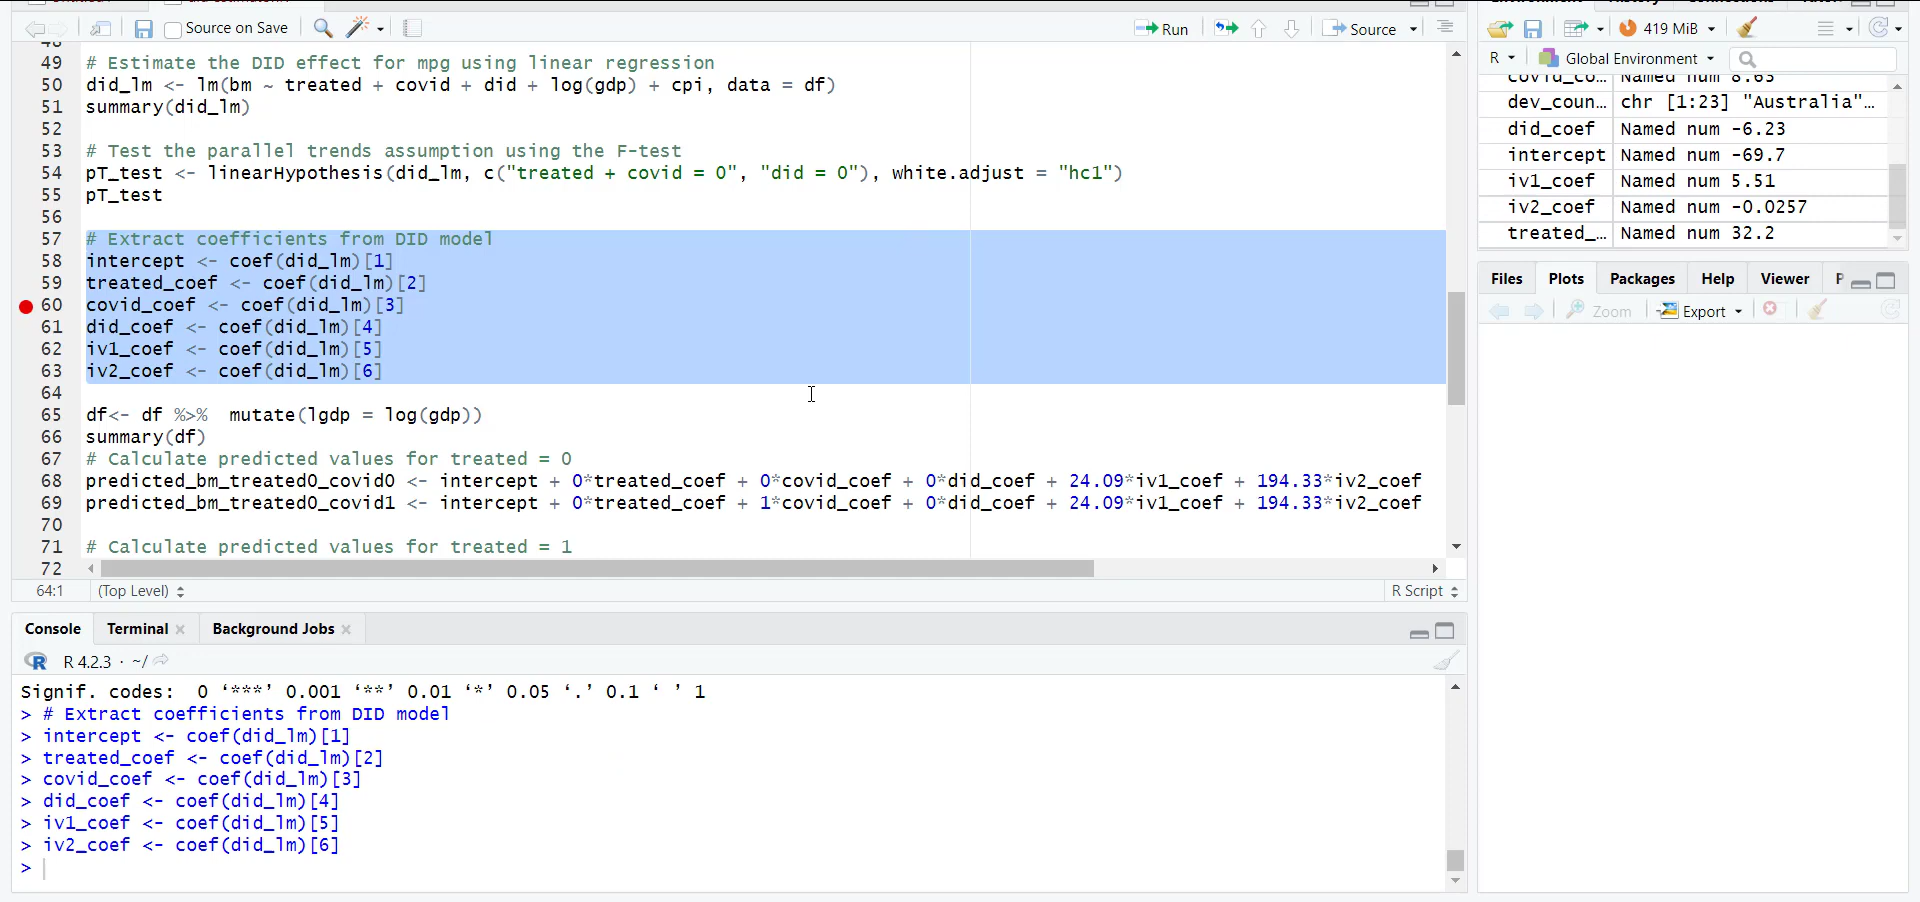 Source on Save
Run
Source
48
49 # Estimate the DID effect for mpg using linear regression
50 did_lm <- lm(bm ~ treated + covid + did + log(gdp) + cpi, data = df)
51 summary(did_lm)
52
53 # Test the parallel trends assumption using the F-test
54 pT_test <- linearHypothesis(did_lm, c("treated + covid = 0", "did = 0"), white.adjust = "hc1")
55 pT_test
56
57 # Extract coefficients from DID model
58 intercept <- coef(did_lm)[1]
59 treated_coef <- coef(did_lm)[2]
60 covid_coef <- coef(did_lm)[3]
61 did_coef <- coef(did_lm)[4]
62 iv1_coef <- coef(did_lm)[5]
63 iv2_coef <- coef(did_lm)[6]
64
65 df<- df %>%  mutate(lgdp = log(gdp))
66 summary(df)
67 # Calculate predicted values for treated = 0
68 predicted_bm_treated0_covid0 <- intercept + 0*treated_coef + 0*covid_coef + 0*did_coef + 24.09*iv1_coef + 194.33*iv2_coef
69 predicted_bm_treated0_covid1 <- intercept + 0*treated_coef + 1*covid_coef + 0*did_coef + 24.09*iv1_coef + 194.33*iv2_coef
70
71 # Calculate predicted values for treated = 1
72
64:1 (Top Level) R Script
Console Terminal Background Jobs
R R 4.2.3 · ~/
Signif. codes:  0 ‘***’ 0.001 ‘**’ 0.01 ‘*’ 0.05 ‘.’ 0.1 ‘ ’ 1
> # Extract coefficients from DID model
> intercept <- coef(did_lm)[1]
> treated_coef <- coef(did_lm)[2]
> covid_coef <- coef(did_lm)[3]
> did_coef <- coef(did_lm)[4]
> iv1_coef <- coef(did_lm)[5]
> iv2_coef <- coef(did_lm)[6]
>
419 MiB
R Global Environment
covid_co… Named num 8.63
dev_coun… chr [1:23] "Australia"…
did_coef Named num -6.23
intercept Named num -69.7
iv1_coef Named num 5.51
iv2_coef Named num -0.0257
treated_… Named num 32.2
Files Plots Packages Help Viewer P
Zoom Export